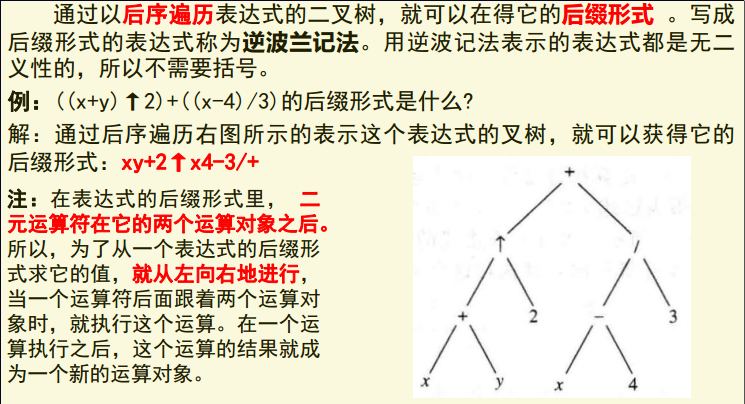 通过以后序遍历表达式的二叉树，就可以在得它的后缀形式 。写成
后缀形式的表达式称为逆波兰记法。用逆波记法表示的表达式都是无二
义性的，所以不需要括号。
例：((x+y)↑2)+((x-4)/3)的后缀形式是什么?
解：通过后序遍历右图所示的表示这个表达式的叉树，就可以获得它的
后缀形式：xy+2↑x4-3/+
注：在表达式的后缀形式里， 二
元运算符在它的两个运算对象之后。
所以，为了从一个表达式的后缀形
式求它的值，就从左向右地进行，
当一个运算符后面跟着两个运算对
象时，就执行这个运算。在一个运
算执行之后，这个运算的结果就成
为一个新的运算对象。
+
↑ /
+ 2 − 3
x y x 4